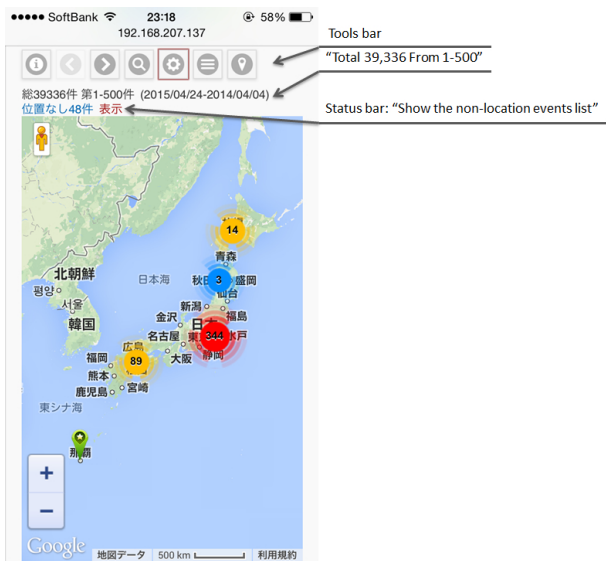 SoftBank 23:18 58%
192.168.207.137
Tools bar
“Total 39,336 From 1-500”
総39336件 第1-500件 (2015/04/24-2014/04/04)
位置なし48件 表示
Status bar: “Show the non-location events list”
14
青森
北朝鮮
日本海
秋
3
盛岡
평양
仙台
서울
新潟
福島
韓国
金沢
日本
344
水戸
名古屋
東
広島
静岡
福岡
89
大阪
熊本
鹿児島
宮崎
東シナ海
那覇
+
−
Google
地図データ
500 km
利用規約